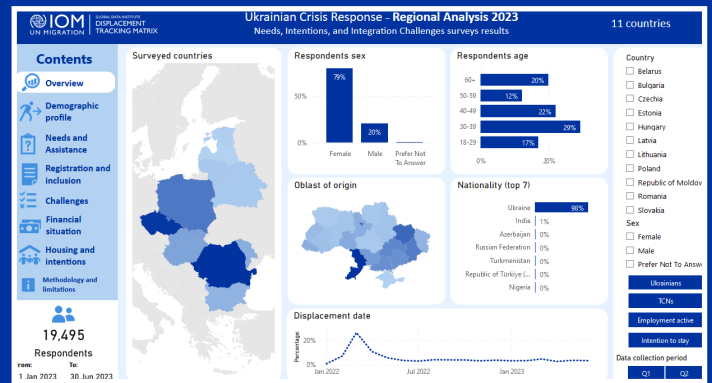 IOM
UN MIGRATION
GLOBAL DATA INSTITUTE
DISPLACEMENT
TRACKING MATRIX
Ukrainian Crisis Response – Regional Analysis 2023
Needs, Intentions, and Integration Challenges surveys results
11 countries
Contents
Overview
Demographic
profile
Needs and
Assistance
Registration and
inclusion
Challenges
Financial
situation
Housing and
intentions
Methodology and
limitations
19,495
Respondents
From: To:
1 Jan 2023 30 Jun 2023
Surveyed countries
Respondents sex
50%
0%
79%
20%
Female
Male
Prefer Not
To Answer
Respondents age
60+ 20%
50-59 12%
40-49 22%
30-39 29%
18-29 17%
0% 20%
Oblast of origin
Nationality (top 7)
Ukraine 98%
India 1%
Azerbaijan 0%
Russian Federation 0%
Turkmenistan 0%
Republic of Türkiye (... 0%
Nigeria 0%
Displacement date
Percentage:
20%
0%
Jan 2022 Jul 2022 Jan 2023
Country
Belarus
Bulgaria
Czechia
Estonia
Hungary
Latvia
Lithuania
Poland
Republic of Moldov
Romania
Slovakia
Sex
Female
Male
Prefer Not To Answ
Ukrainians
TCNs
Employment active
Intention to stay
Data collection period
Q1 Q2